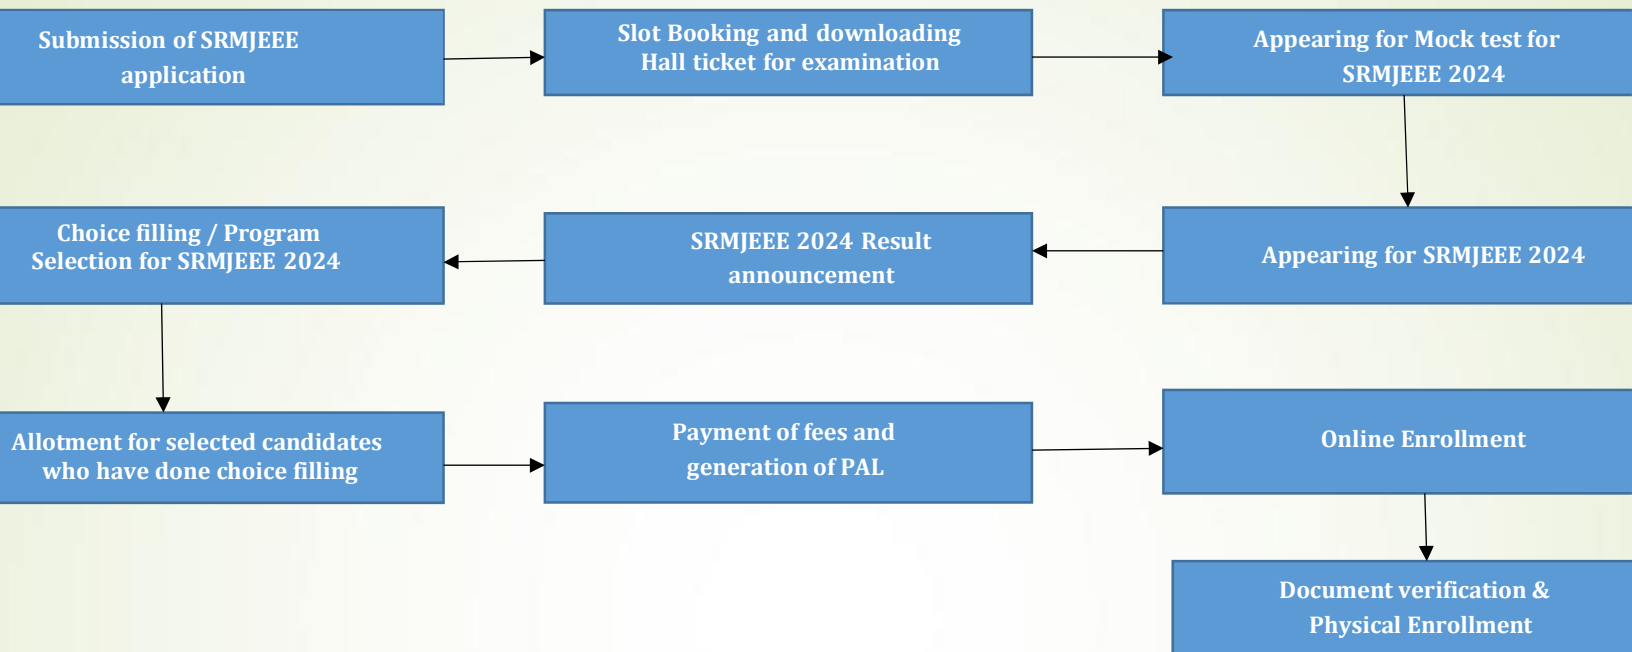 Submission of SRMJEEE
application
Slot Booking and downloading
Hall ticket for examination
Appearing for Mock test for
SRMJEEE 2024
Appearing for SRMJEEE 2024
SRMJEEE 2024 Result
announcement
Choice filling / Program
Selection for SRMJEEE 2024
Allotment for selected candidates
who have done choice filling
Payment of fees and
generation of PAL
Online Enrollment
Document verification &
Physical Enrollment